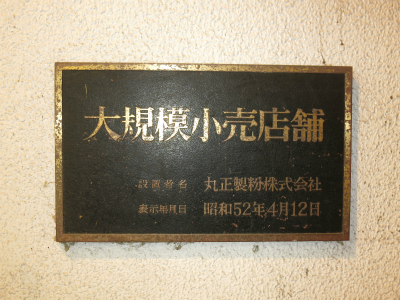 大規模小売店舗
設置者名 丸正製粉株式会社
表示年月日 昭和52年4月12日